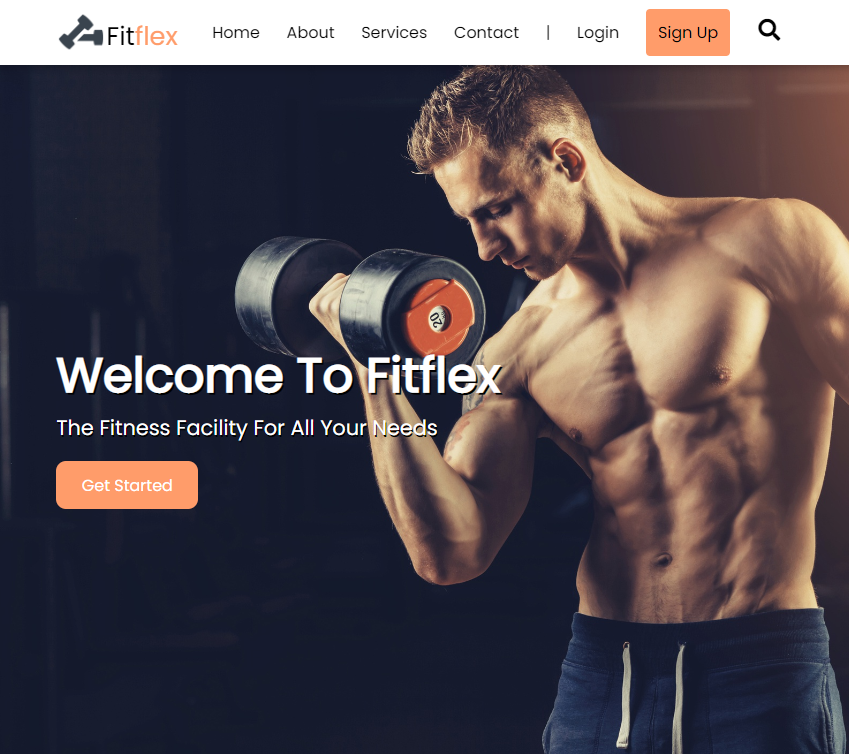 Fitflex Home About Services Contact | Login Sign Up
20
Welcome To Fitflex
The Fitness Facility For All Your Needs
Get Started